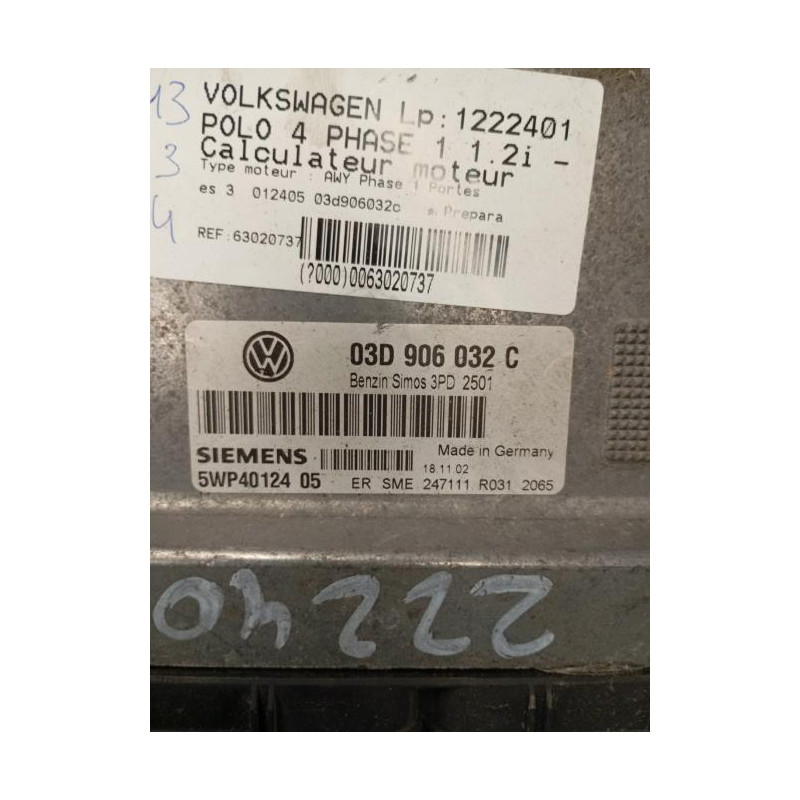 13
3
4
VOLKSWAGEN Lp:1222401
POLO 4 PHASE 1 1.2i -
Calculateur moteur
Type moteur : AWY Phase 1 Portes
es 3 012405 03d906032c Prepara
REF:63020737
(?000)0063020737
VW
03D 906 032 C
Benzin Simos 3PD 2501
SIEMENS
Made in Germany
18.11.02
5WP40124 05
ER SME 247111 R031 2065
22240